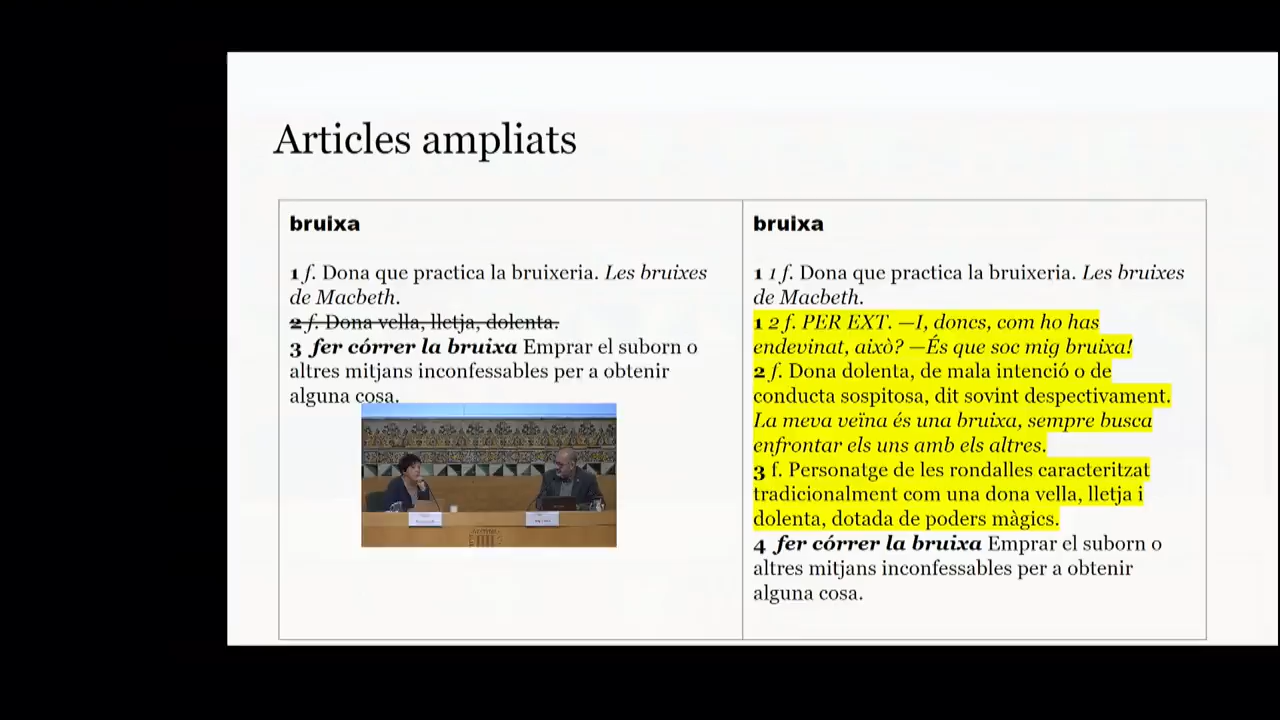 Articles ampliats
bruixa
1 f. Dona que practica la bruixeria. Les bruixes
de Macbeth.
2 f. Dona vella, lletja, dolenta.
3 fer córrer la bruixa Emprar el suborn o
altres mitjans inconfessables per a obtenir
alguna cosa.
bruixa
1 1 f. Dona que practica la bruixeria. Les bruixes
de Macbeth.
1 2 f. PER EXT. —I, doncs, com ho has
endevinat, això? —És que soc mig bruixa!
2 f. Dona dolenta, de mala intenció o de
conducta sospitosa, dit sovint despectivament.
La meva veïna és una bruixa, sempre busca
enfrontar els uns amb els altres.
3 f. Personatge de les rondalles caracteritzat
tradicionalment com una dona vella, lletja i
dolenta, dotada de poders màgics.
4 fer córrer la bruixa Emprar el suborn o
altres mitjans inconfessables per a obtenir
alguna cosa.